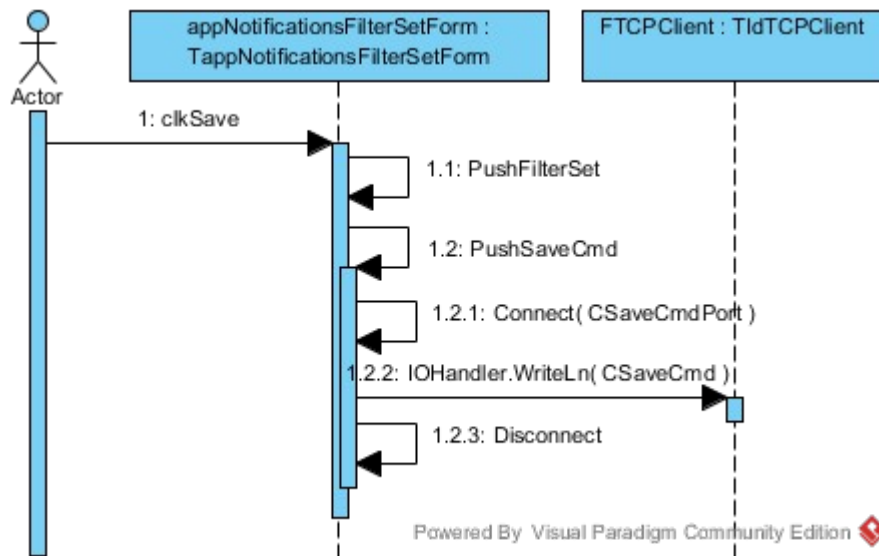 appNotificationsFilterSetForm :
TappNotificationsFilterSetForm
FTCPClient : TIdTCPClient
Actor
1: clkSave
1.1: PushFilterSet
1.2: PushSaveCmd
1.2.1: Connect( CSaveCmdPort )
1.2.2: IOHandler.WriteLn( CSaveCmd )
1.2.3: Disconnect
Powered By Visual Paradigm Community Edition